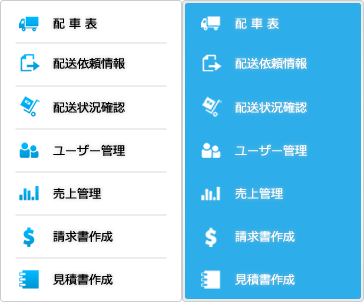 配車表
配送依頼情報
配送状況確認
ユーザー管理
売上管理
請求書作成
見積書作成
配車表
配送依頼情報
配送状況確認
ユーザー管理
売上管理
請求書作成
見積書作成